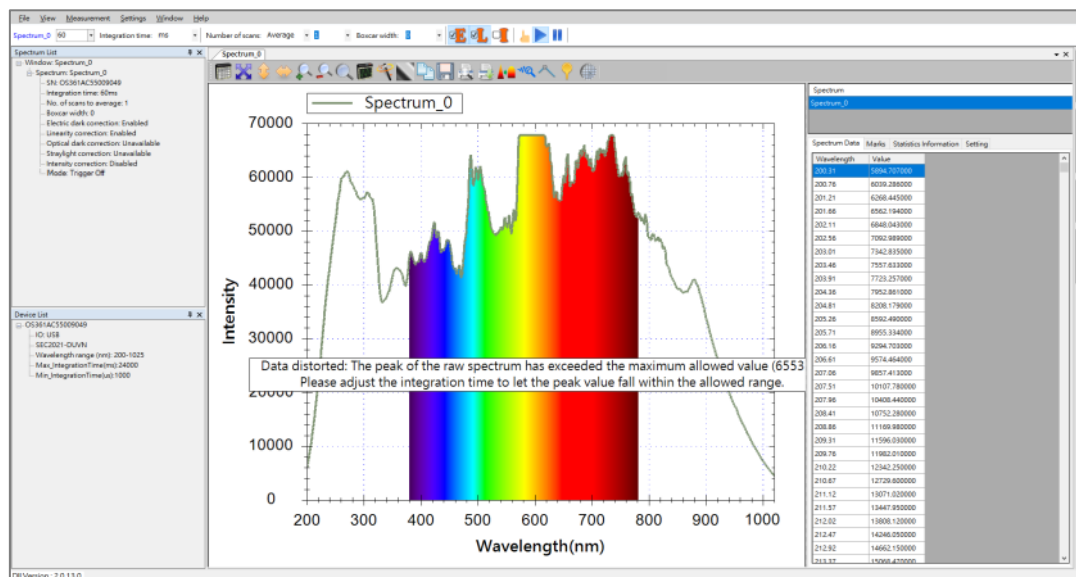 File View Measurement Settings Window Help
Spectrum_0 60 Integration time: ms Number of scans: Average 1 Boxcar width: 0
Spectrum List
Window: Spectrum_0
Spectrum: Spectrum_0
SN: OS361AC55009049
Integration time: 60ms
No. of scans to average: 1
Boxcar width: 0
Electric dark correction: Enabled
Linearity correction: Enabled
Optical dark correction: Unavailable
Straylight correction: Unavailable
Intensity correction: Disabled
Mode: Trigger Off
Device List
OS361AC55009049
IO: USB
SEC2021-DUVN
Wavelength range (nm): 200-1025
Max_IntegrationTime(ms):24000
Min_IntegrationTime(us):1000
Spectrum_0
Spectrum_0
70000
60000
50000
40000
30000
20000
10000
0
Intensity
Data distorted: The peak of the raw spectrum has exceeded the maximum allowed value (6553
Please adjust the integration time to let the peak value fall within the allowed range.
200 300 400 500 600 700 800 900 1000
Wavelength(nm)
Spectrum
Spectrum_0
Spectrum Data Marks Statistics Information Setting
Wavelength Value
200.31 5694.707000
200.76 6039.286000
201.21 6268.445000
201.66 6562.194000
202.11 6848.043000
202.56 7092.989000
203.01 7342.835000
203.46 7557.633000
203.91 7723.257000
204.36 7952.861000
204.81 8208.179000
205.26 8592.490000
205.71 8955.334000
206.16 9294.703000
206.61 9574.464000
207.06 9857.413000
207.51 10107.780000
207.96 10408.440000
208.41 10752.280000
208.86 11169.980000
209.31 11596.030000
209.76 11982.010000
210.22 12342.250000
210.67 12729.600000
211.12 13071.020000
211.57 13447.950000
212.02 13808.120000
212.47 14246.050000
212.92 14662.150000
213.37 15068.470000
Dll Version : 2.0.13.0